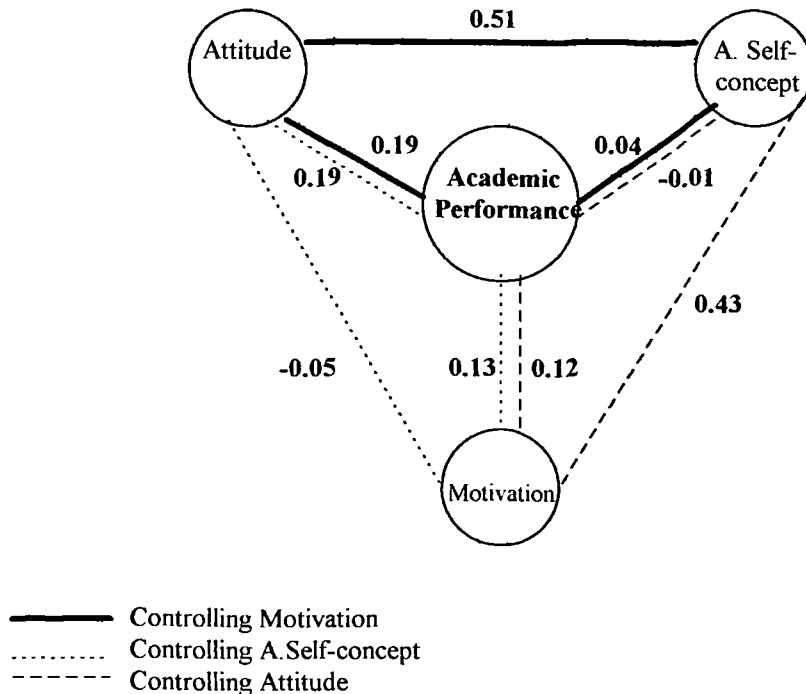 0.51
Attitude
A. Self-
concept
0.19
0.04
0.19
-0.01
Academic
Performance
0.43
-0.05
0.13
0.12
Motivation
Controlling Motivation
Controlling A.Self-concept
Controlling Attitude